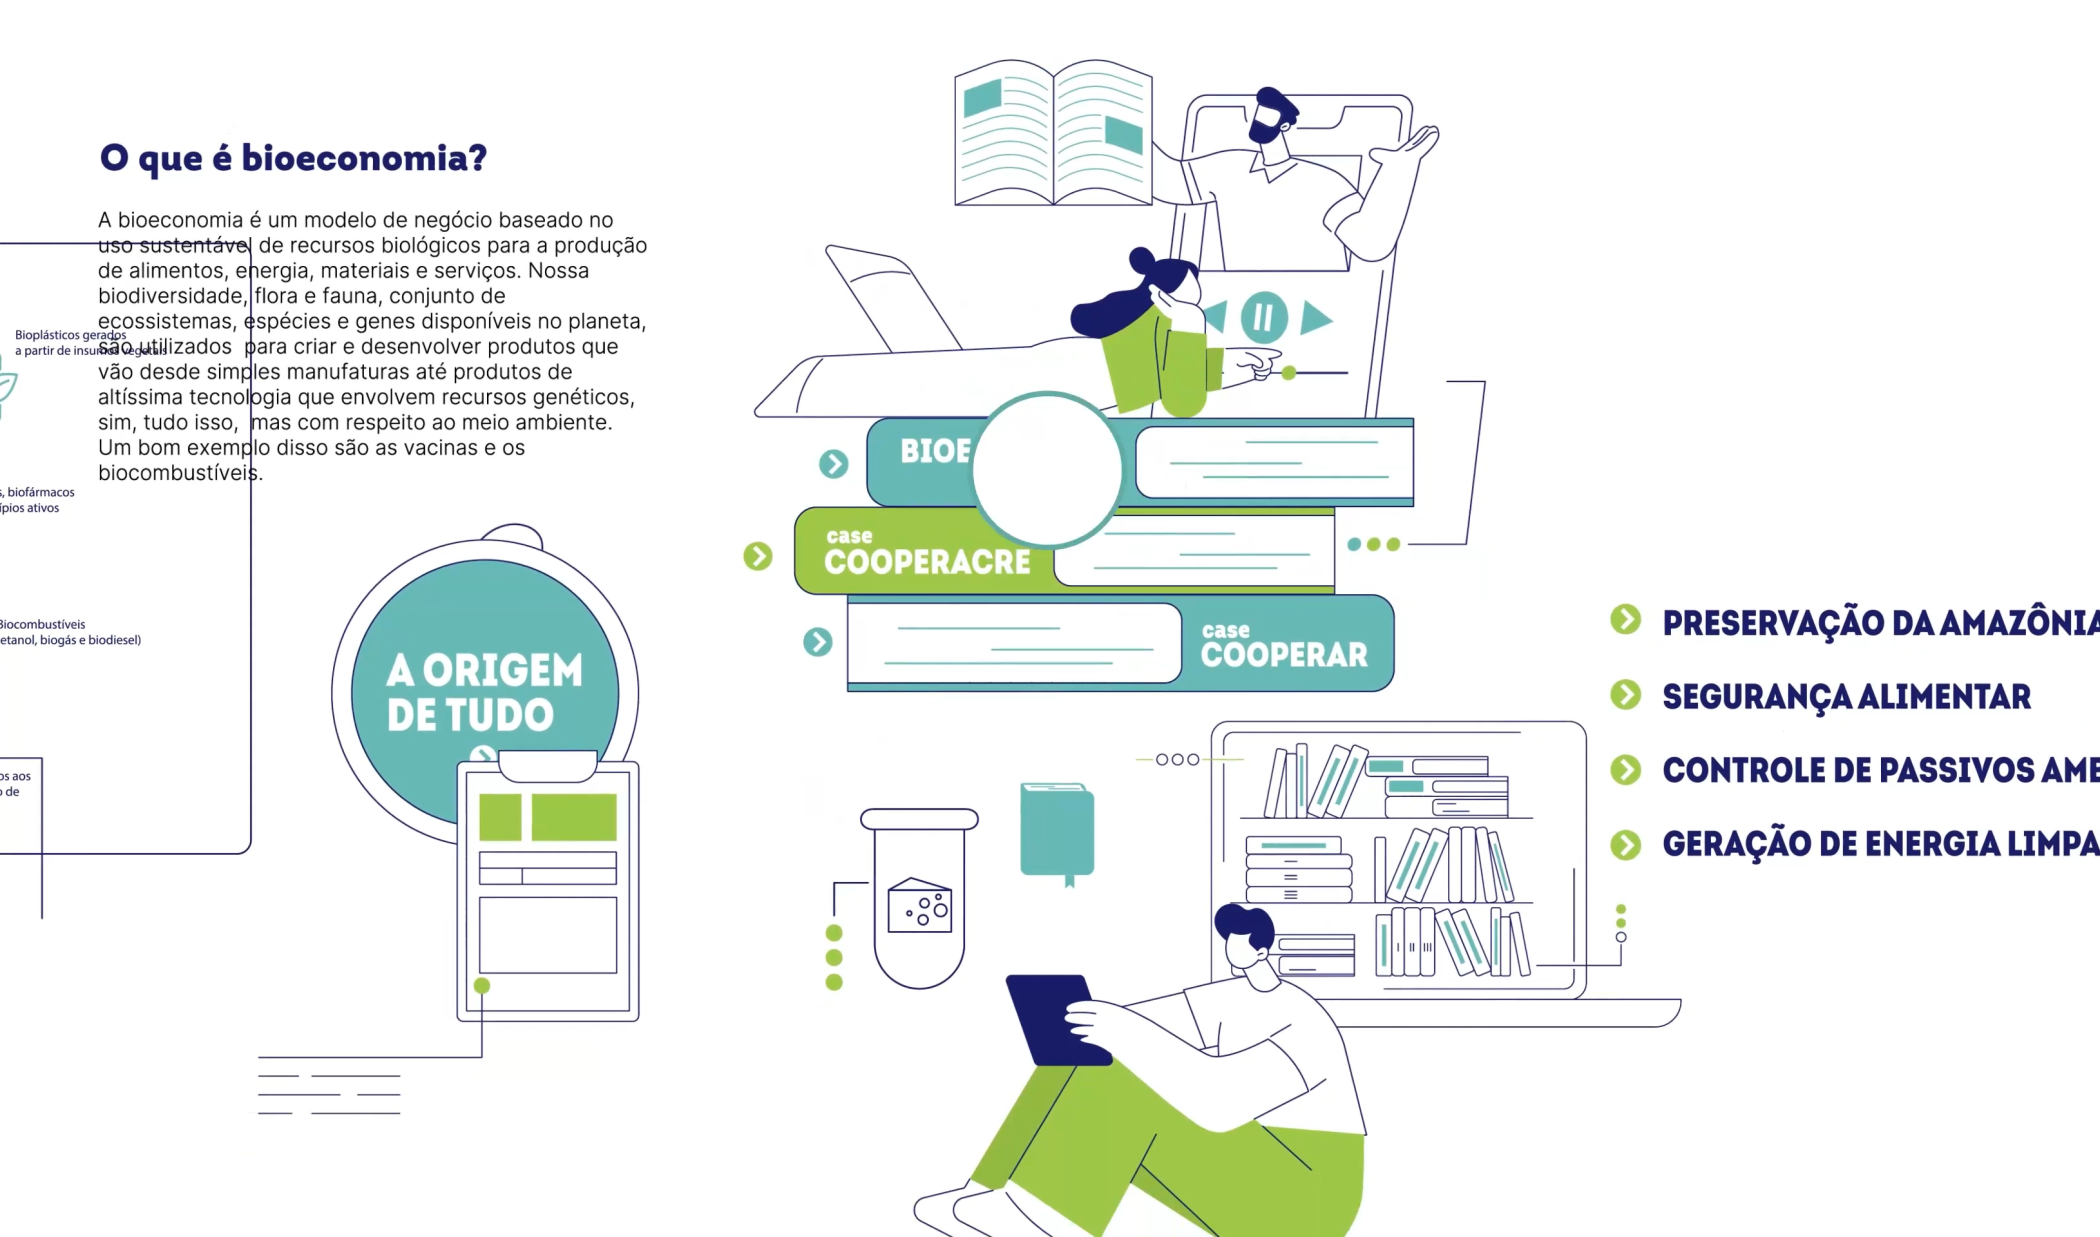 O que é bioeconomia?
A bioeconomia é um modelo de negócio baseado no
uso sustentável de recursos biológicos para a produção
de alimentos, energia, materiais e serviços. Nossa
biodiversidade, flora e fauna, conjunto de
ecossistemas, espécies e genes disponíveis no planeta,
são utilizados para criar e desenvolver produtos que
vão desde simples manufaturas até produtos de
altíssima tecnologia que envolvem recursos genéticos,
sim, tudo isso, mas com respeito ao meio ambiente.
Um bom exemplo disso são as vacinas e os
biocombustíveis.
Bioplásticos gerados
a partir de insumos vegetais
, biofármacos
ípios ativos
Biocombustíveis
etanol, biogás e biodiesel)
os aos
o de
A ORIGEM
DE TUDO
BIOE
case
COOPERACRE
case
COOPERAR
PRESERVAÇÃO DA AMAZÔNIA
SEGURANÇA ALIMENTAR
CONTROLE DE PASSIVOS AMB
GERAÇÃO DE ENERGIA LIMPA